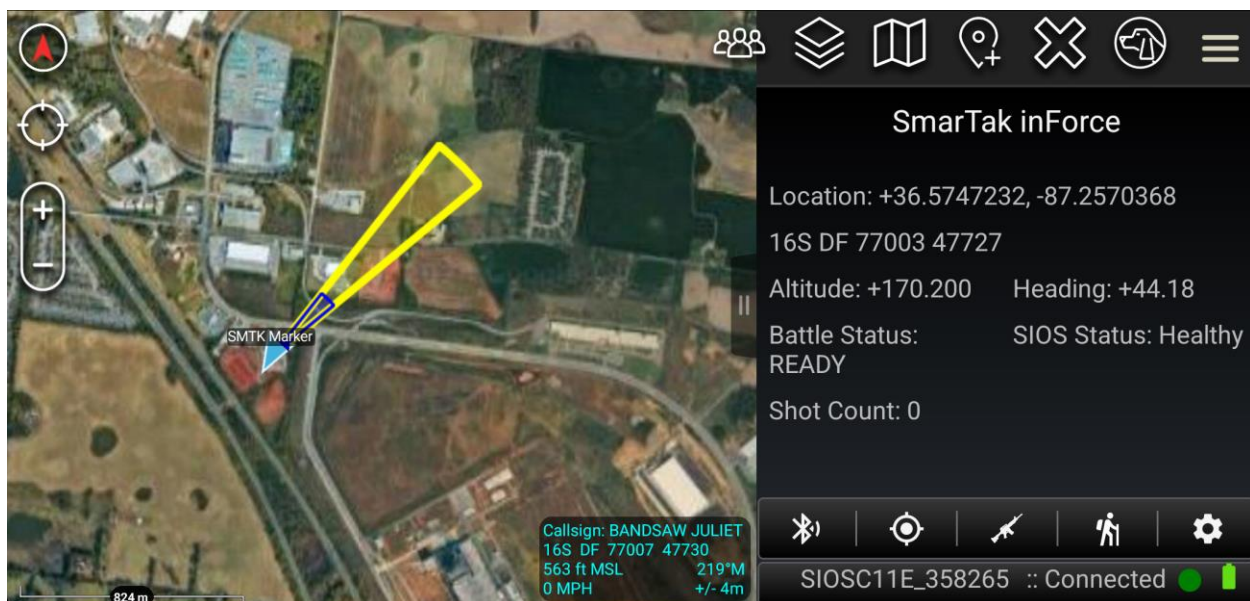 SmarTak inForce
Location: +36.5747232, -87.2570368
16S DF 77003 47727
Altitude: +170.200 Heading: +44.18
Battle Status: SIOS Status: Healthy
READY
Shot Count: 0
SMTK Marker
Callsign: BANDSAW JULIET
16S DF 77007 47730
563 ft MSL 219°M
0 MPH +/- 4m
824 m
SIOSC11E_358265 :: Connected